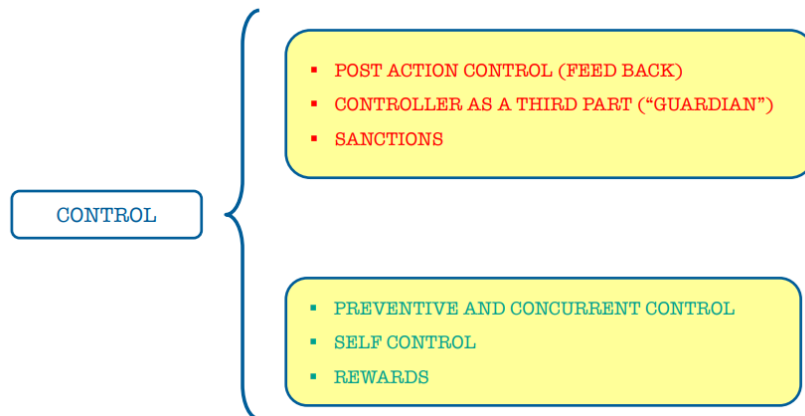 POST ACTION CONTROL (FEED BACK)
CONTROLLER AS A THIRD PART (“GUARDIAN”)
SANCTIONS
CONTROL
PREVENTIVE AND CONCURRENT CONTROL
SELF CONTROL
REWARDS